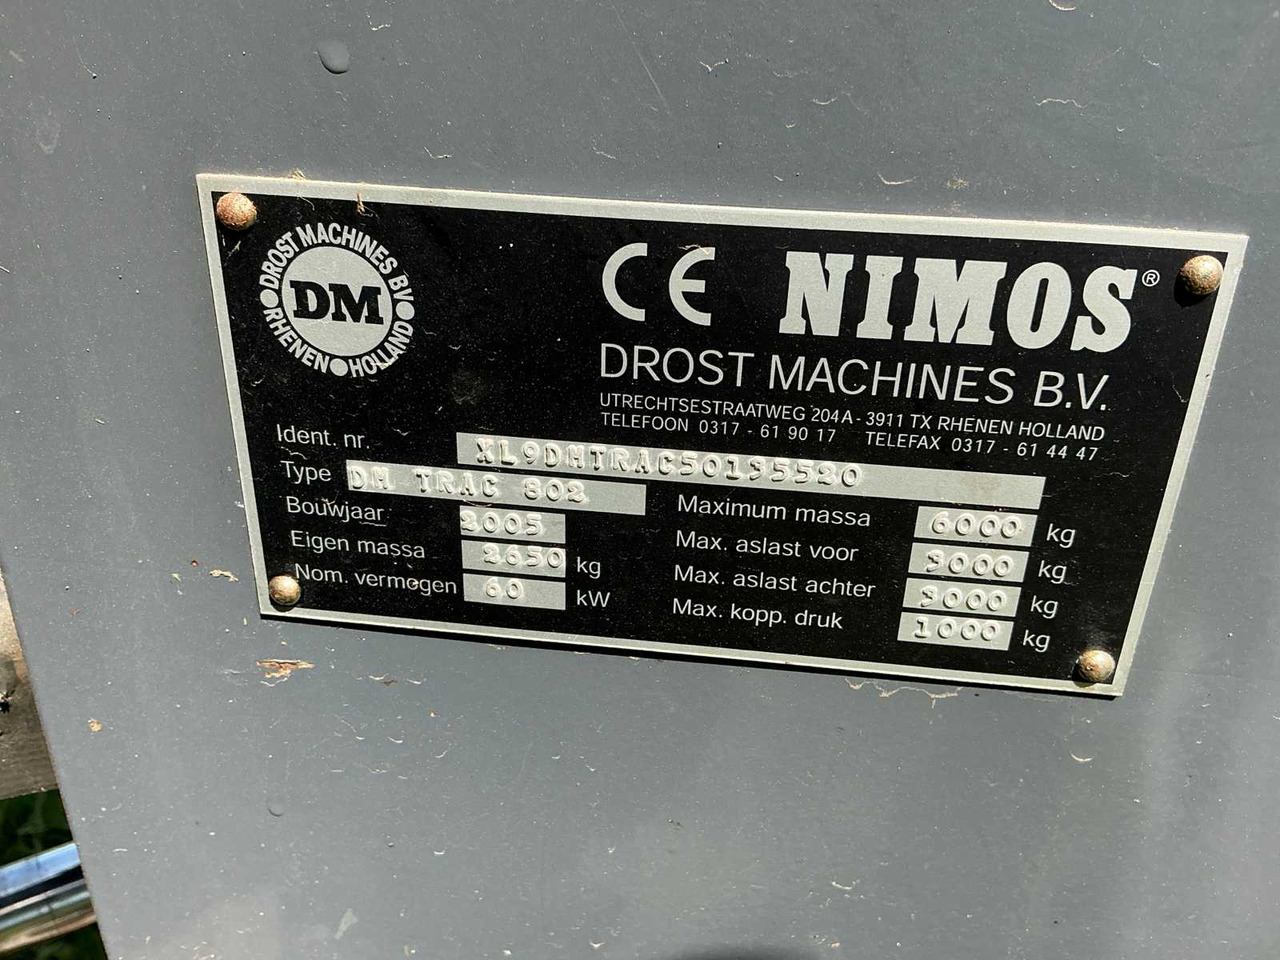 DROST MACHINES BV
RHENEN HOLLAND
DM
CE NIMOS®
DROST MACHINES B.V.
UTRECHTSESTRAATWEG 204A - 3911 TX RHENEN HOLLAND
TELEFOON 0317 - 61 90 17 TELEFAX 0317 - 61 44 47
Ident. nr. XL9DMTRAC50135520
Type DM TRAC 802
Bouwjaar 2005
Eigen massa 2650 kg
Nom. vermogen 60 kW
Maximum massa 6000 kg
Max. aslast voor 3000 kg
Max. aslast achter 3000 kg
Max. kopp. druk 1000 kg